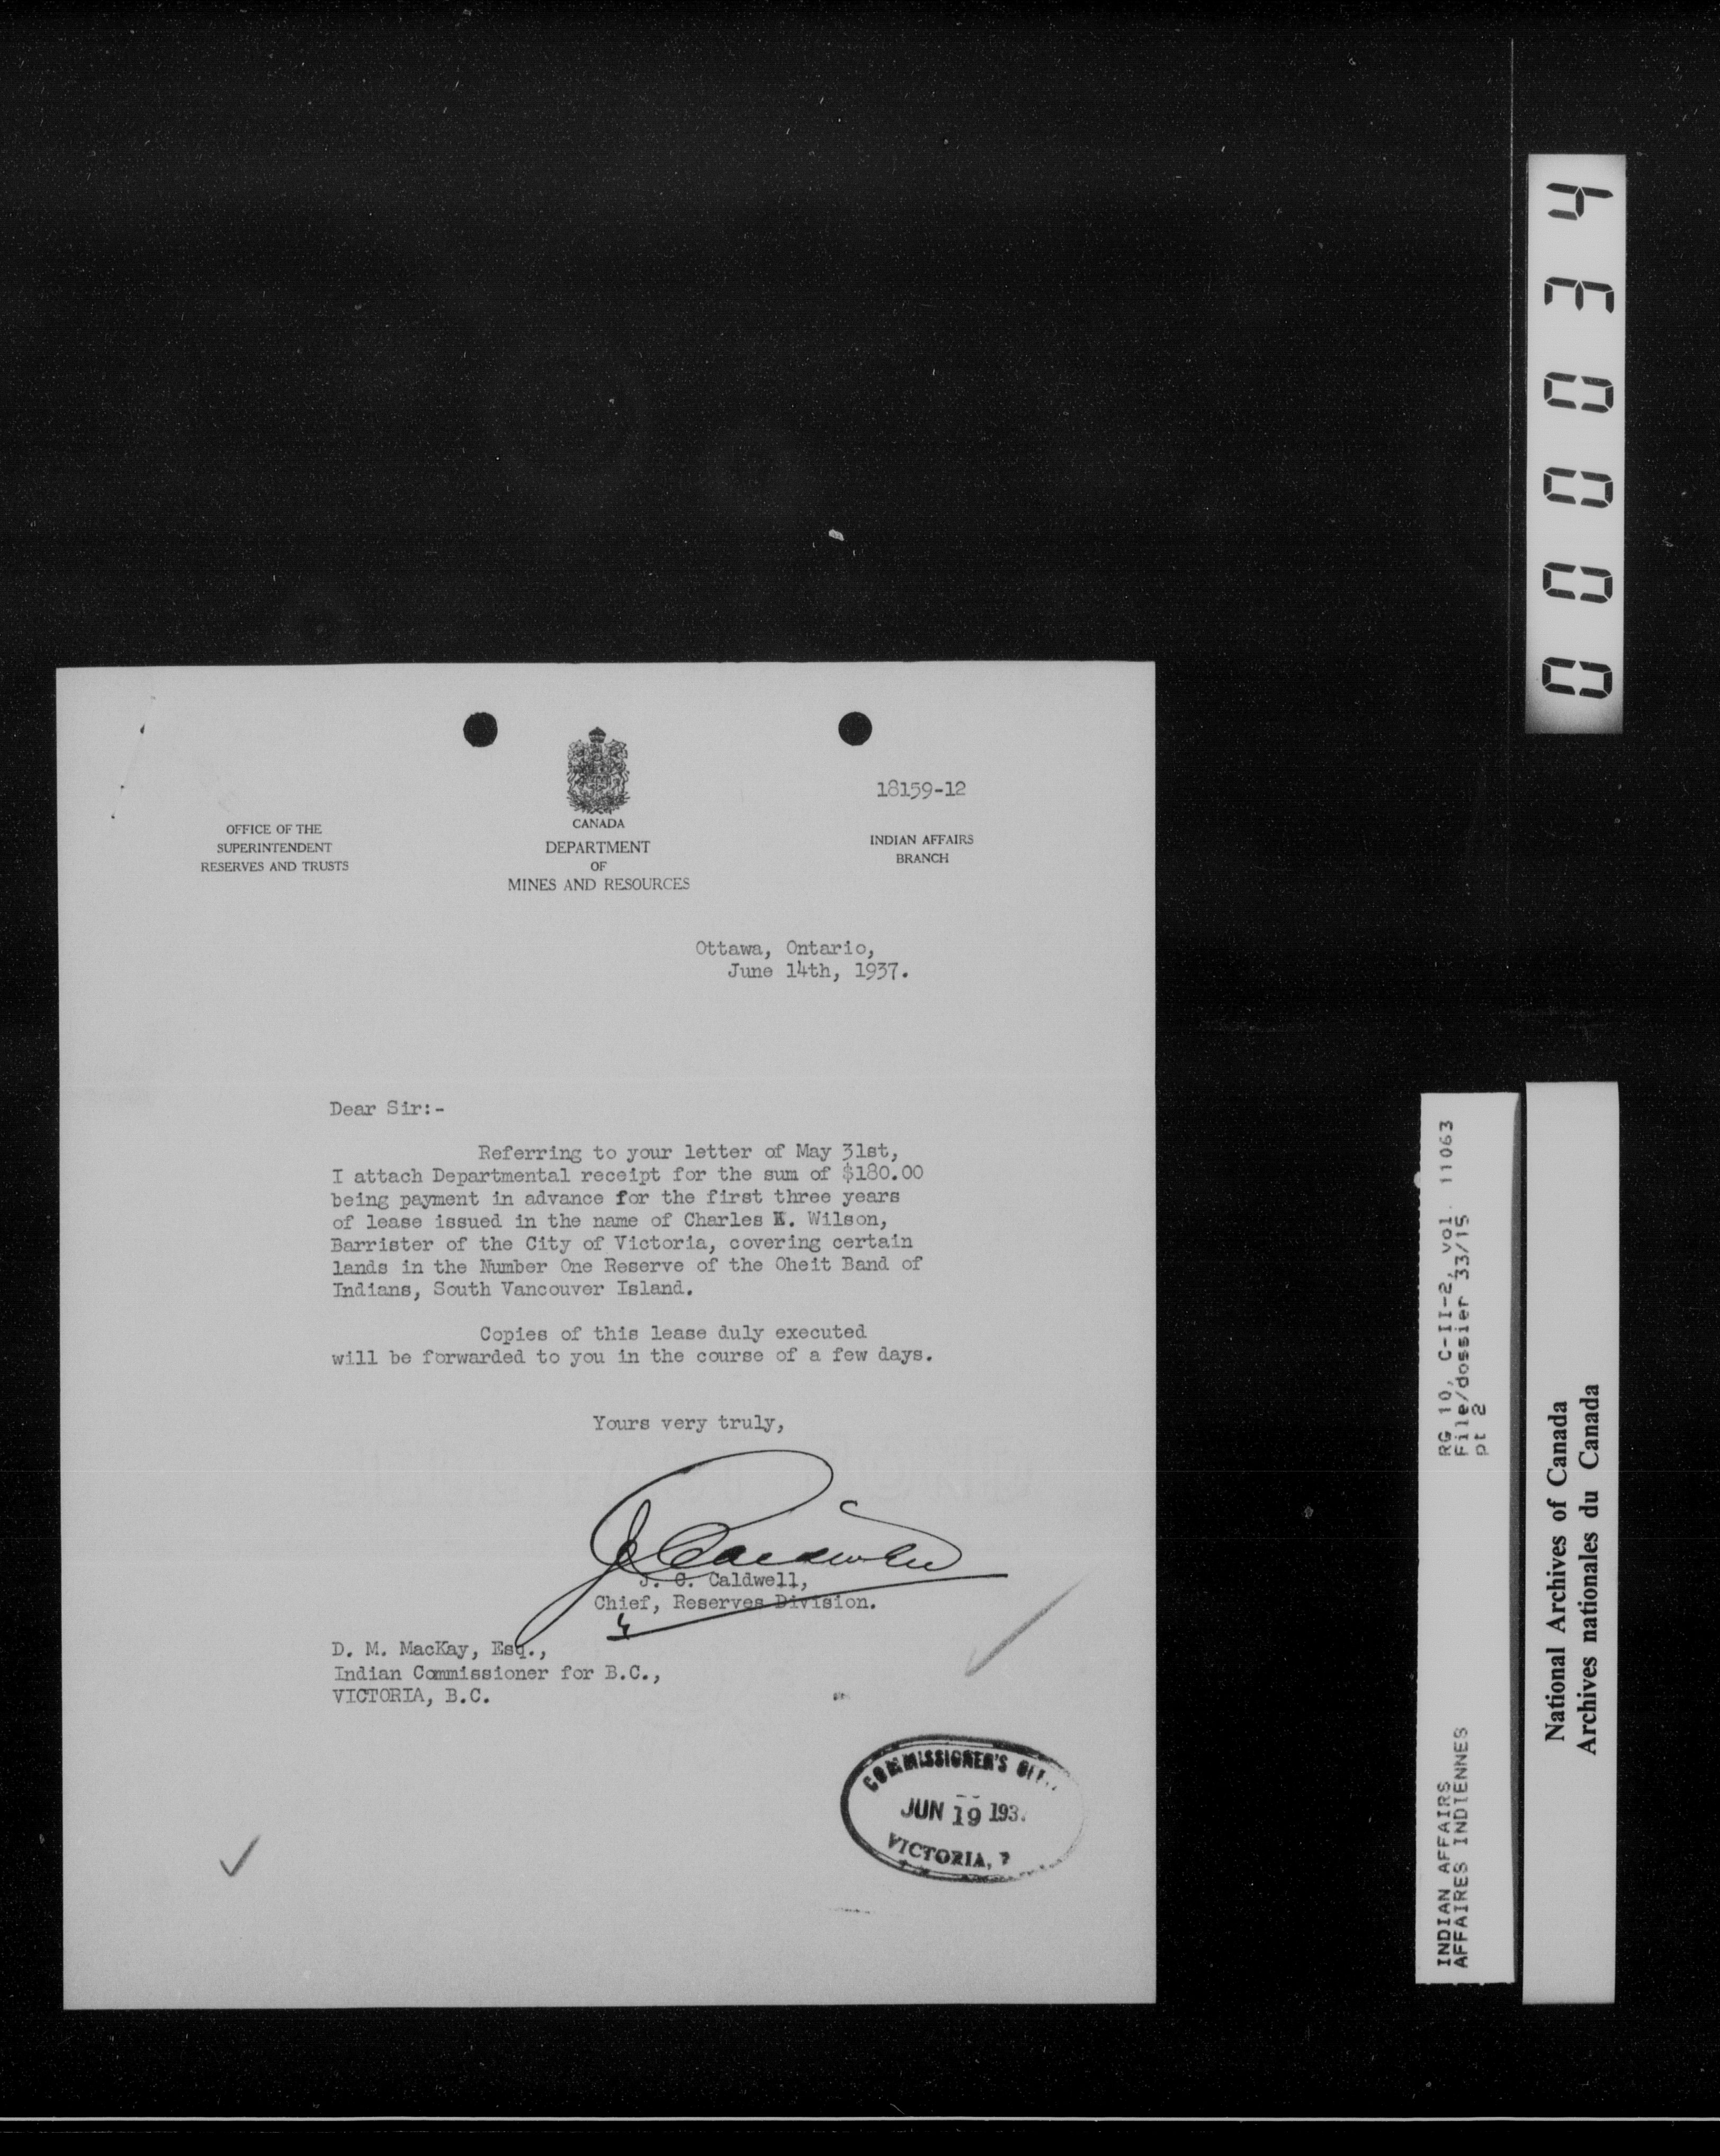 18159-12
OFFICE OF THE
SUPERINTENDENT
RESERVES AND TRUSTS
CANADA
DEPARTMENT
OF
MINES AND RESOURCES
INDIAN AFFAIRS
BRANCH
Ottawa, Ontario,
June 14th, 1937.
Dear Sir:-
Referring to your letter of May 31st,
I attach Departmental receipt for the sum of $180.00
being payment in advance for the first three years
of lease issued in the name of Charles Wilson,
Barrister of the City of Victoria, covering certain
lands in the Number One Reserve of the Oheit Band of
Indians, South Vancouver Island.
Copies of this lease duly executed
will be forwarded to you in the course of a few days.
Yours very truly,
J. C. Caldwell,
Chief, Reserves Division.
D. M. MacKay, Esq.,
Indian Commissioner for B.C.,
VICTORIA, B.C.
COMMISSIONER'S
JUN 19 193
VICTORIA,
000034
RG 10, C-II-2, vol. 11063
File/dossier 33/15
pt 2
INDIAN AFFAIRS
AFFAIRES INDIENNES
National Archives of Canada
Archives nationales du Canada